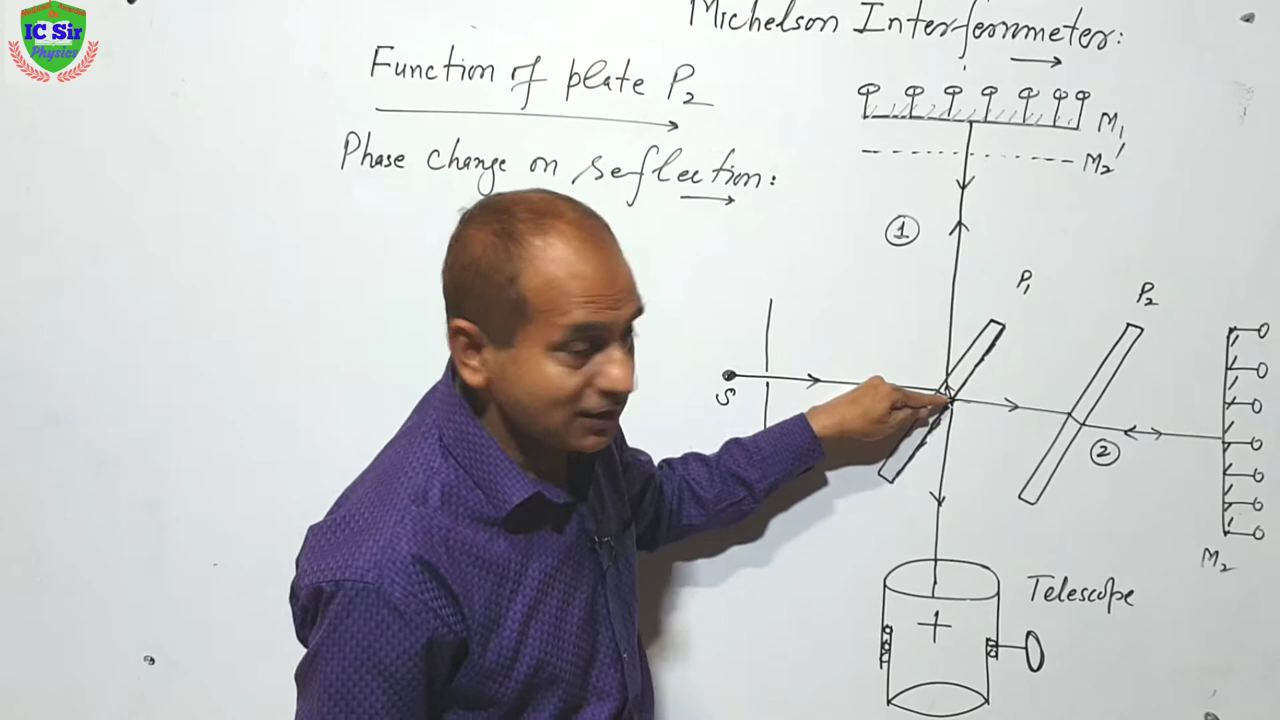 IC Sir
Physics
Michelson Interferometer:
Function of plate P2
Phase change on reflection:
M1
M2'
1
P1
P2
S
2
M2
Telescope